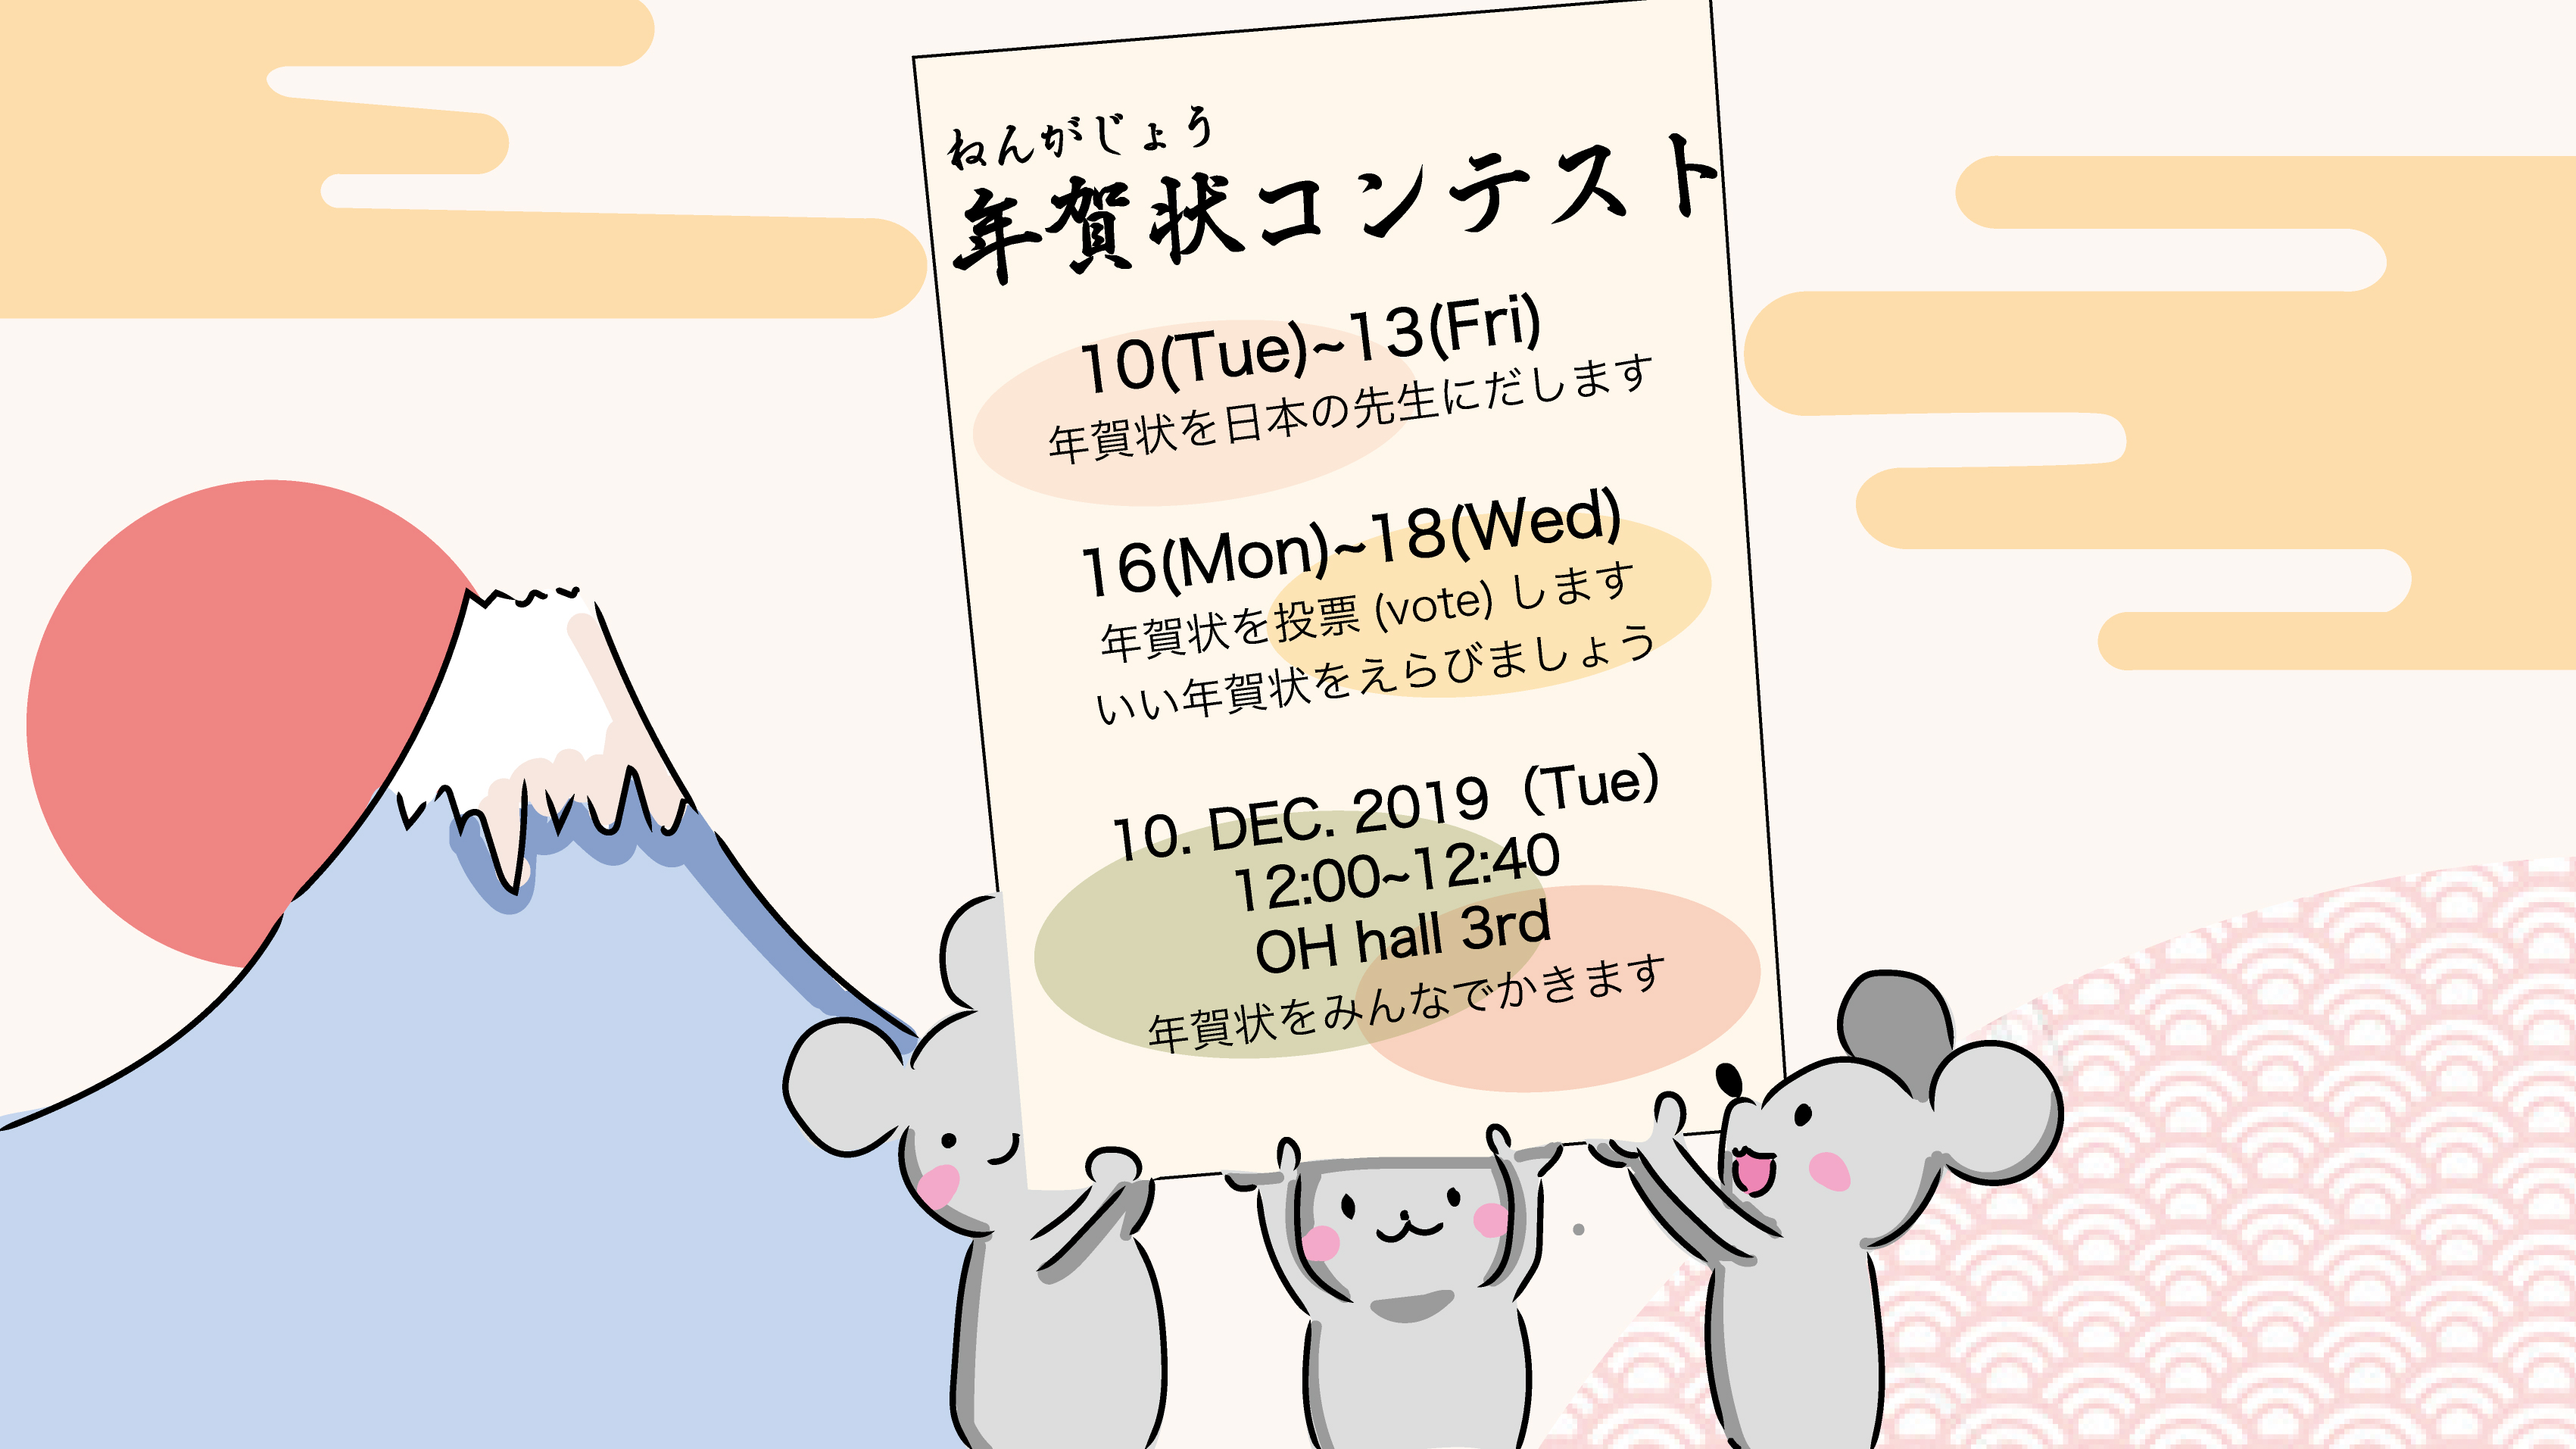 ねんがじょう
年賀状コンテスト
10(Tue)~13(Fri)
年賀状を日本の先生にだします
16(Mon)~18(Wed)
年賀状を投票 (vote) します
いい年賀状をえらびましょう
10. DEC. 2019（Tue）
12:00~12:40
OH hall 3rd
年賀状をみんなでかきます